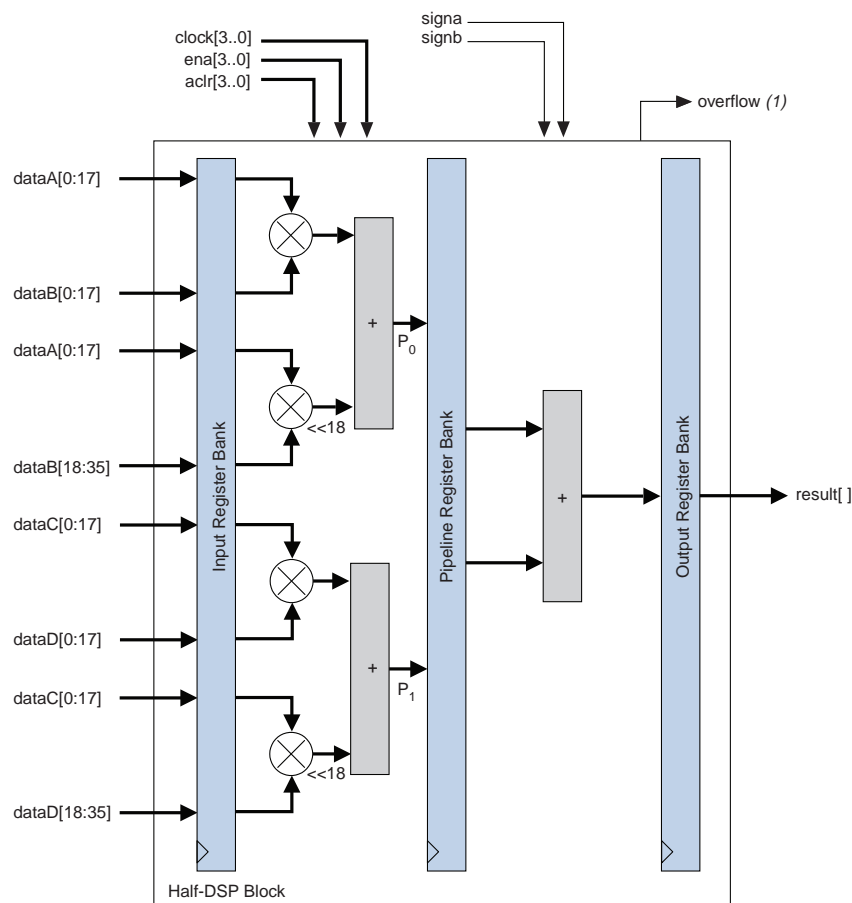 clock[3..0]
ena[3..0]
aclr[3..0]
signa
signb
overflow (1)
dataA[0:17]
dataB[0:17]
dataA[0:17]
dataB[18:35]
dataC[0:17]
dataD[0:17]
dataC[0:17]
dataD[18:35]
Input Register Bank
<<18
<<18
+
P0
+
P1
Pipeline Register Bank
+
Output Register Bank
result[ ]
Half-DSP Block